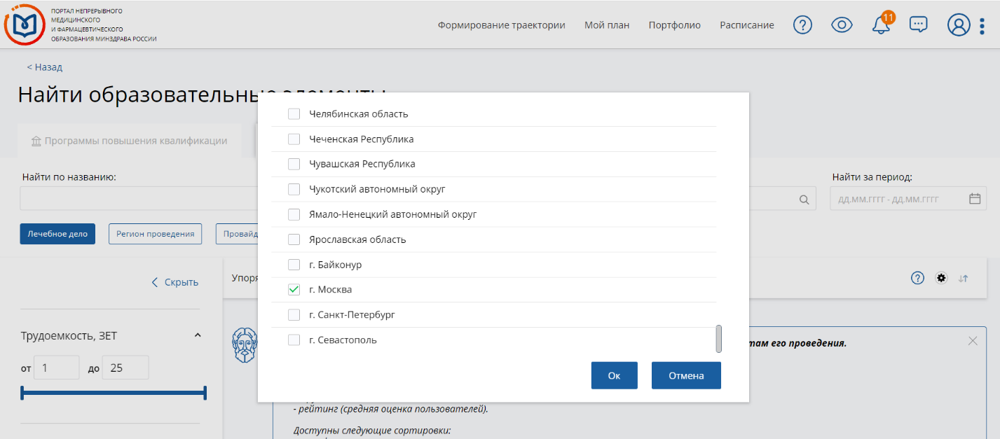 ПОРТАЛ НЕПРЕРЫВНОГО
МЕДИЦИНСКОГО
И ФАРМАЦЕВТИЧЕСКОГО
ОБРАЗОВАНИЯ МИНЗДРАВА РОССИИ
Формирование траектории
Мой план
Портфолио
Расписание
?
11
< Назад
Найти образовательные элементы
Программы повышения квалификации
Найти по названию:
Найти за период:
ДД.ММ.ГГГГ - ДД.ММ.ГГГГ
Лечебное дело
Регион проведения
Провайд
Челябинская область
Чеченская Республика
Чувашская Республика
Чукотский автономный округ
Ямало-Ненецкий автономный округ
Ярославская область
г. Байконур
г. Москва
г. Санкт-Петербург
г. Севастополь
Ок
Отмена
Скрыть
Упоря
?
Трудоемкость, ЗЕТ
от 1 до 25
там его проведения.
- рейтинг (средняя оценка пользователей).
Доступны следующие сортировки: